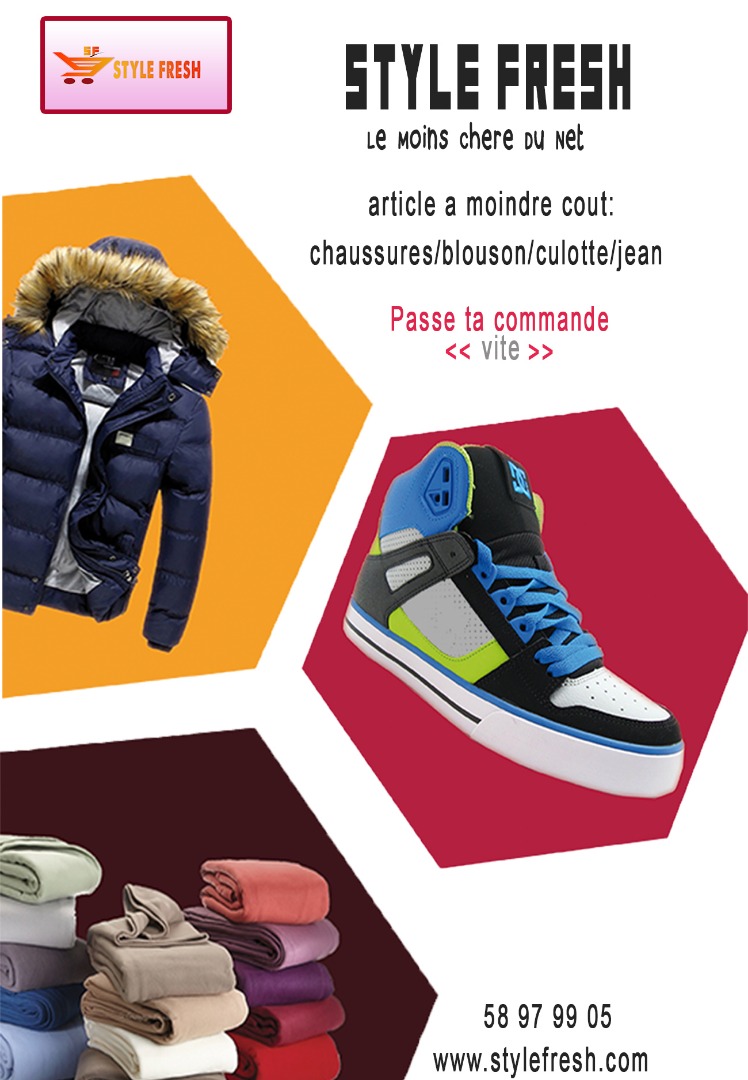 SF
STYLE FRESH
STYLE FRESH
Le Moins chere du Net
article a moindre cout:
chaussures/blouson/culotte/jean
Passe ta commande
<< vite >>
58 97 99 05
www.stylefresh.com